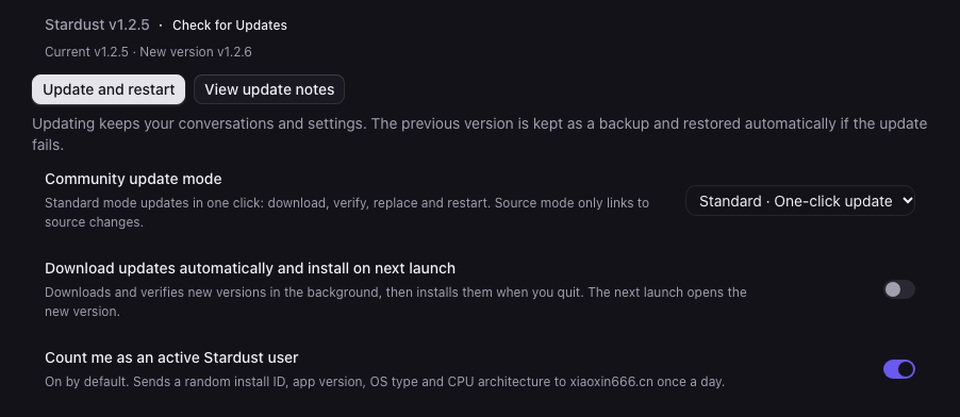 Stardust v1.2.5 · Check for Updates
Current v1.2.5 · New version v1.2.6
Update and restart View update notes
Updating keeps your conversations and settings. The previous version is kept as a backup and restored automatically if the update
fails.
Community update mode
Standard mode updates in one click: download, verify, replace and restart. Source mode only links to
source changes.
Standard · One-click update
Download updates automatically and install on next launch
Downloads and verifies new versions in the background, then installs them when you quit. The next launch opens the
new version.
Count me as an active Stardust user
On by default. Sends a random install ID, app version, OS type and CPU architecture to xiaoxin666.cn once a day.